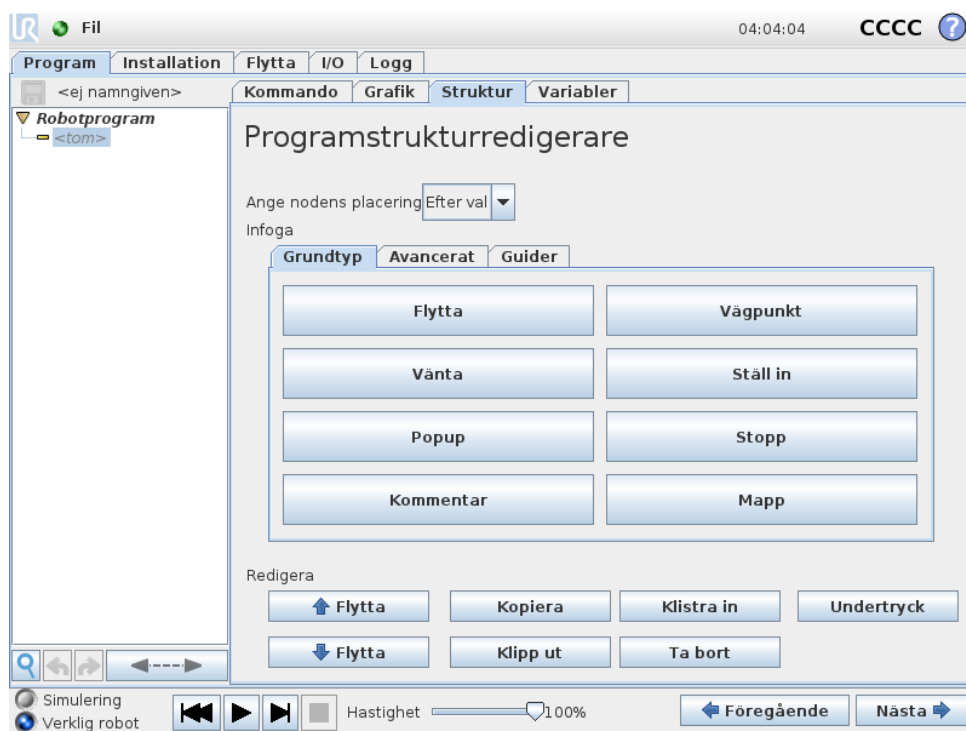 UR Fil 04:04:04 CCCC ?
Program Installation Flytta I/O Logg
<ej namngiven> Kommando Grafik Struktur Variabler
Robotprogram
<tom>
Programstrukturredigerare
Ange nodens placering Efter val
Infoga
Grundtyp Avancerat Guider
Flytta Vägpunkt
Vänta Ställ in
Popup Stopp
Kommentar Mapp
Redigera
Flytta Kopiera Klistra in Undertryck
Flytta Klipp ut Ta bort
Simulering
Verklig robot
Hastighet 100% Föregående Nästa